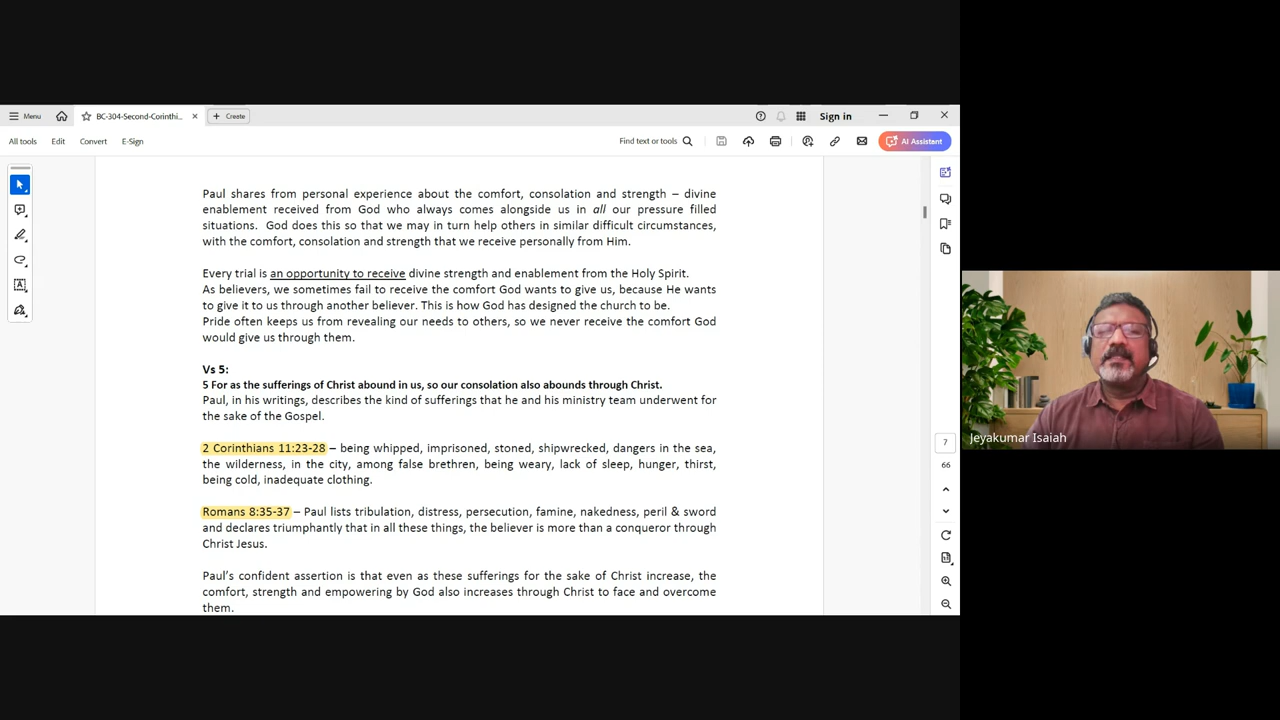 Menu
BC-304-Second-Corinthi...
Create
Sign in
All tools
Edit
Convert
E-Sign
Find text or tools
AI Assistant
Paul shares from personal experience about the comfort, consolation and strength – divine
enablement received from God who always comes alongside us in all our pressure filled
situations. God does this so that we may in turn help others in similar difficult circumstances,
with the comfort, consolation and strength that we receive personally from Him.
Every trial is an opportunity to receive divine strength and enablement from the Holy Spirit.
As believers, we sometimes fail to receive the comfort God wants to give us, because He wants
to give it to us through another believer. This is how God has designed the church to be.
Pride often keeps us from revealing our needs to others, so we never receive the comfort God
would give us through them.
Vs 5:
5 For as the sufferings of Christ abound in us, so our consolation also abounds through Christ.
Paul, in his writings, describes the kind of sufferings that he and his ministry team underwent for
the sake of the Gospel.
2 Corinthians 11:23-28 – being whipped, imprisoned, stoned, shipwrecked, dangers in the sea,
the wilderness, in the city, among false brethren, being weary, lack of sleep, hunger, thirst,
being cold, inadequate clothing.
Romans 8:35-37 – Paul lists tribulation, distress, persecution, famine, nakedness, peril & sword
and declares triumphantly that in all these things, the believer is more than a conqueror through
Christ Jesus.
Paul's confident assertion is that even as these sufferings for the sake of Christ increase, the
comfort, strength and empowering by God also increases through Christ to face and overcome
them.
7
66
Jeyakumar Isaiah